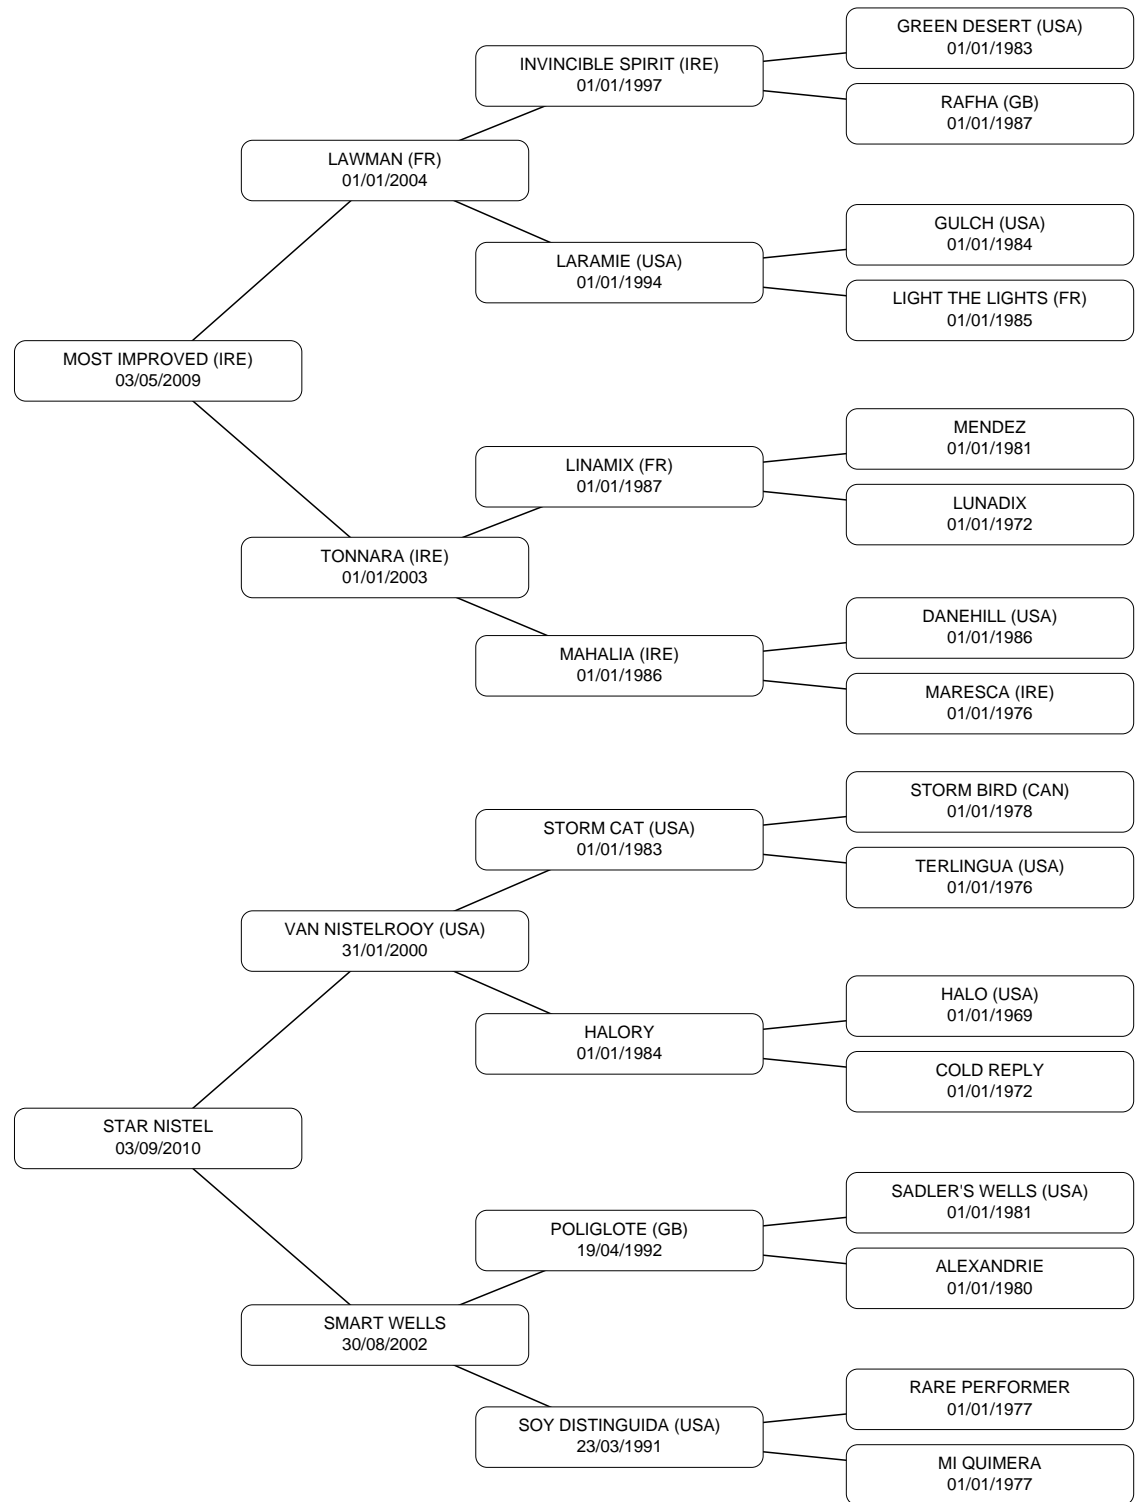 GREEN DESERT (USA)
01/01/1983
INVINCIBLE SPIRIT (IRE)
01/01/1997
RAFHA (GB)
01/01/1987
LAWMAN (FR)
01/01/2004
GULCH (USA)
01/01/1984
LARAMIE (USA)
01/01/1994
LIGHT THE LIGHTS (FR)
01/01/1985
MOST IMPROVED (IRE)
03/05/2009
MENDEZ
01/01/1981
LINAMIX (FR)
01/01/1987
LUNADIX
01/01/1972
TONNARA (IRE)
01/01/2003
DANEHILL (USA)
01/01/1986
MAHALIA (IRE)
01/01/1986
MARESCA (IRE)
01/01/1976
STORM BIRD (CAN)
01/01/1978
STORM CAT (USA)
01/01/1983
TERLINGUA (USA)
01/01/1976
VAN NISTELROOY (USA)
31/01/2000
HALO (USA)
01/01/1969
HALORY
01/01/1984
COLD REPLY
01/01/1972
STAR NISTEL
03/09/2010
SADLER'S WELLS (USA)
01/01/1981
POLIGLOTE (GB)
19/04/1992
ALEXANDRIE
01/01/1980
SMART WELLS
30/08/2002
RARE PERFORMER
01/01/1977
SOY DISTINGUIDA (USA)
23/03/1991
MI QUIMERA
01/01/1977